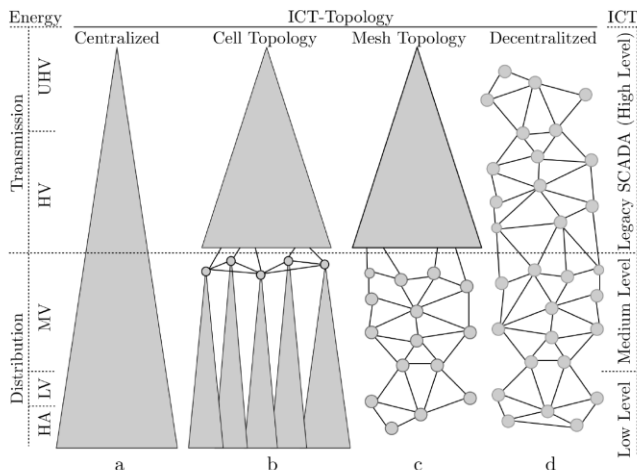 Energy ICT-Topology ICT
Centralized Cell Topology Mesh Topology Decentralitzed
Transmission
UHV
HV
Distribution
MV
LV
HA
Legacy SCADA (High Level)
Medium Level
Low Level
a b c d